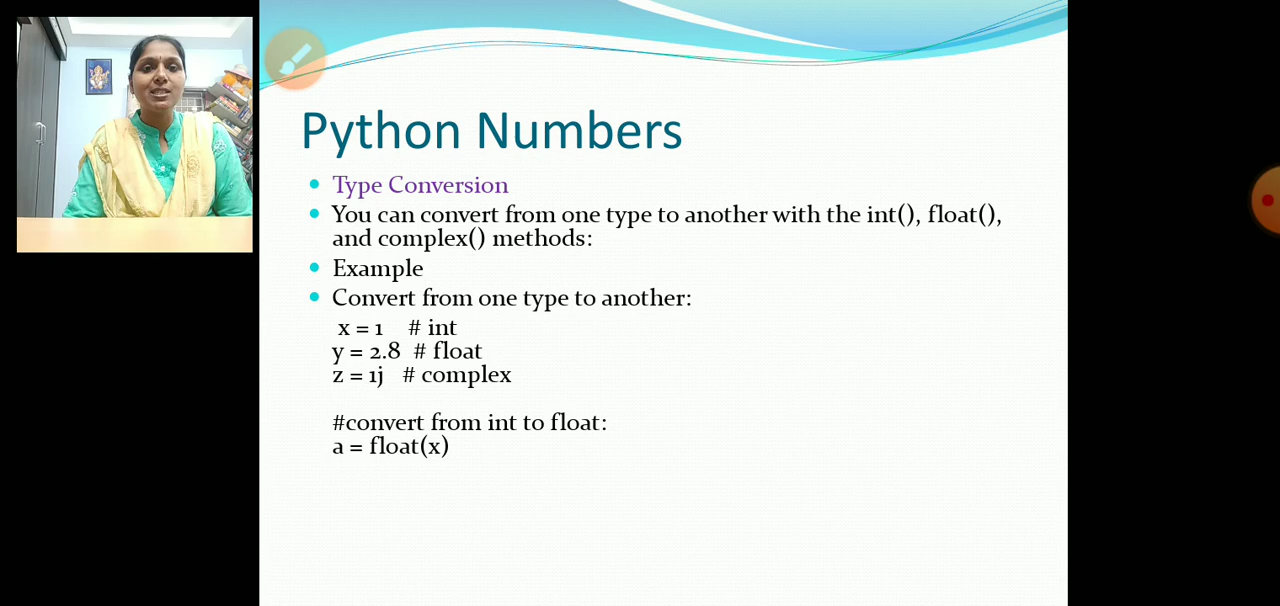 Python Numbers
Type Conversion
You can convert from one type to another with the int(), float(),
and complex() methods:
Example
Convert from one type to another:
x = 1 # int
y = 2.8 # float
z = 1j # complex
#convert from int to float:
a = float(x)